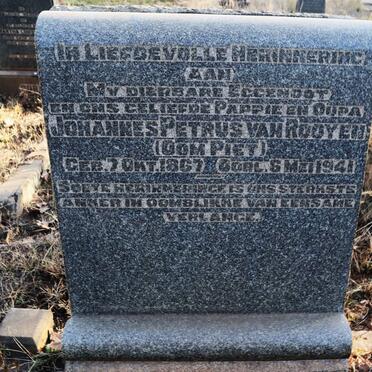 IN LIEFDEVOLLE HERINNERING
AAN
MY DIERBARE EGGENOOT
EN ONS GELIEFDE PAPPIE EN OUPA
JOHANNES PETRUS VAN ROOYEN
(OOM PIET)
GEB. 7 OKT. 1867 OORL. 6 MEI 1941
SOETE HERINNERINGE IS ONS STERKSTE
ANKER IN OOMBLIKKE VAN EENSAME
VERLANGE.